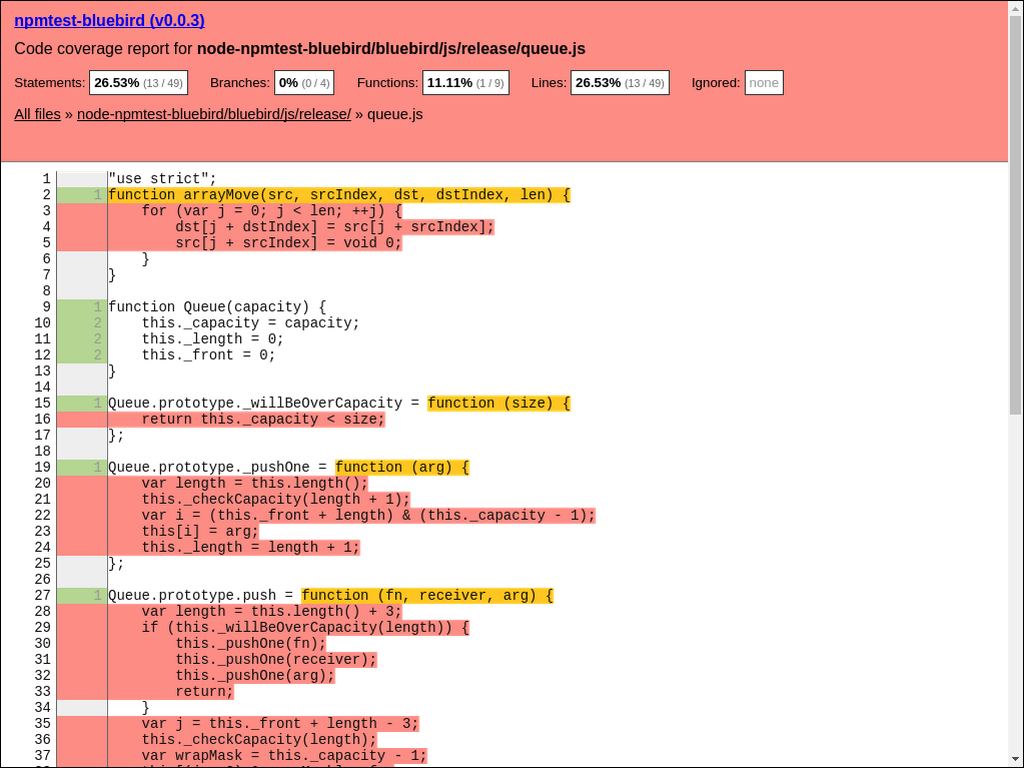 npmtest-bluebird (v0.0.3)
Code coverage report for node-npmtest-bluebird/bluebird/js/release/queue.js
Statements: 26.53% (13 / 49) Branches: 0% (0 / 4) Functions: 11.11% (1 / 9) Lines: 26.53% (13 / 49) Ignored: none
All files » node-npmtest-bluebird/bluebird/js/release/ » queue.js
1 "use strict";
2 1 function arrayMove(src, srcIndex, dst, dstIndex, len) {
3 for (var j = 0; j < len; ++j) {
4 dst[j + dstIndex] = src[j + srcIndex];
5 src[j + srcIndex] = void 0;
6 }
7 }
8
9 1 function Queue(capacity) {
10 2 this._capacity = capacity;
11 2 this._length = 0;
12 2 this._front = 0;
13 }
14
15 1 Queue.prototype._willBeOverCapacity = function (size) {
16 return this._capacity < size;
17 };
18
19 1 Queue.prototype._pushOne = function (arg) {
20 var length = this.length();
21 this._checkCapacity(length + 1);
22 var i = (this._front + length) & (this._capacity - 1);
23 this[i] = arg;
24 this._length = length + 1;
25 };
26
27 1 Queue.prototype.push = function (fn, receiver, arg) {
28 var length = this.length() + 3;
29 if (this._willBeOverCapacity(length)) {
30 this._pushOne(fn);
31 this._pushOne(receiver);
32 this._pushOne(arg);
33 return;
34 }
35 var j = this._front + length - 3;
36 this._checkCapacity(length);
37 var wrapMask = this._capacity - 1;